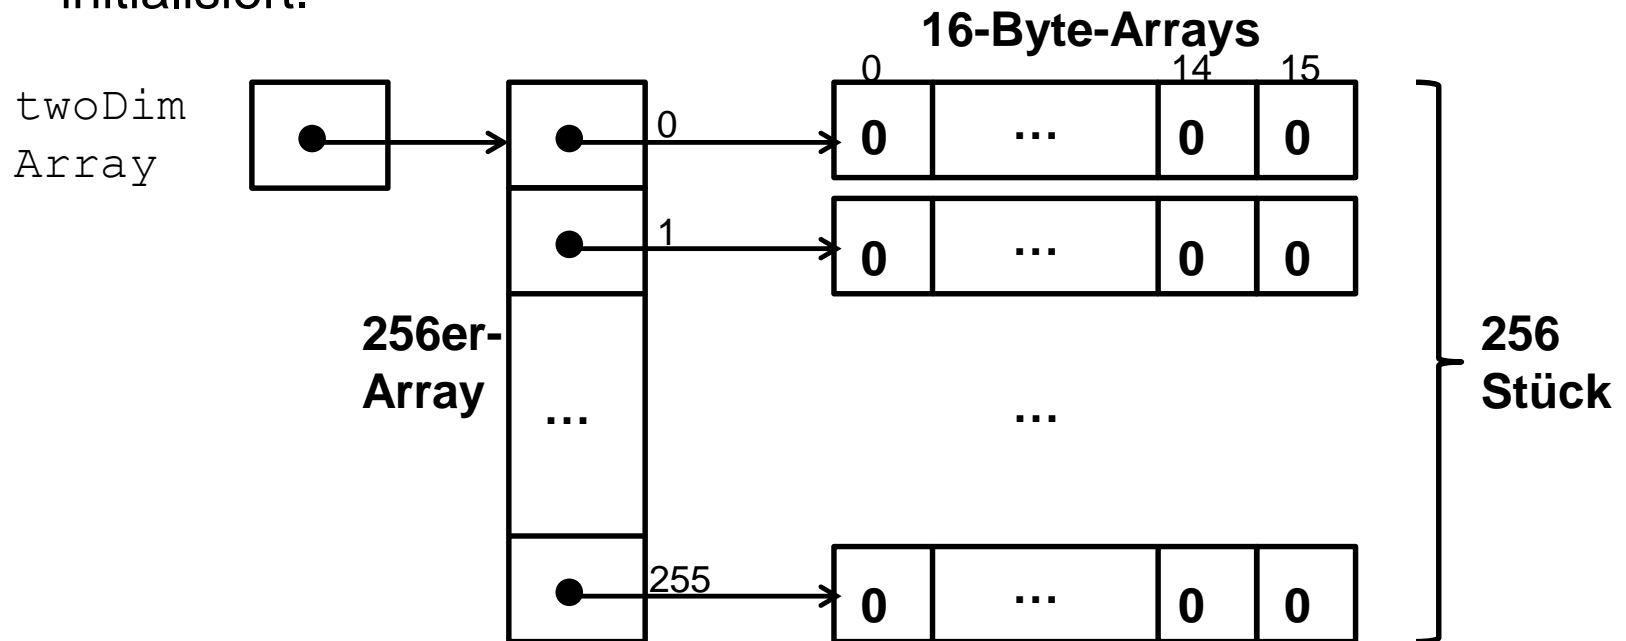 initialisiert.
16-Byte-Arrays
0 14 15
twoDim
Array
0
0 ... 0 0
1
0 ... 0 0
256er-
Array
...
...
256
Stück
255
0 ... 0 0